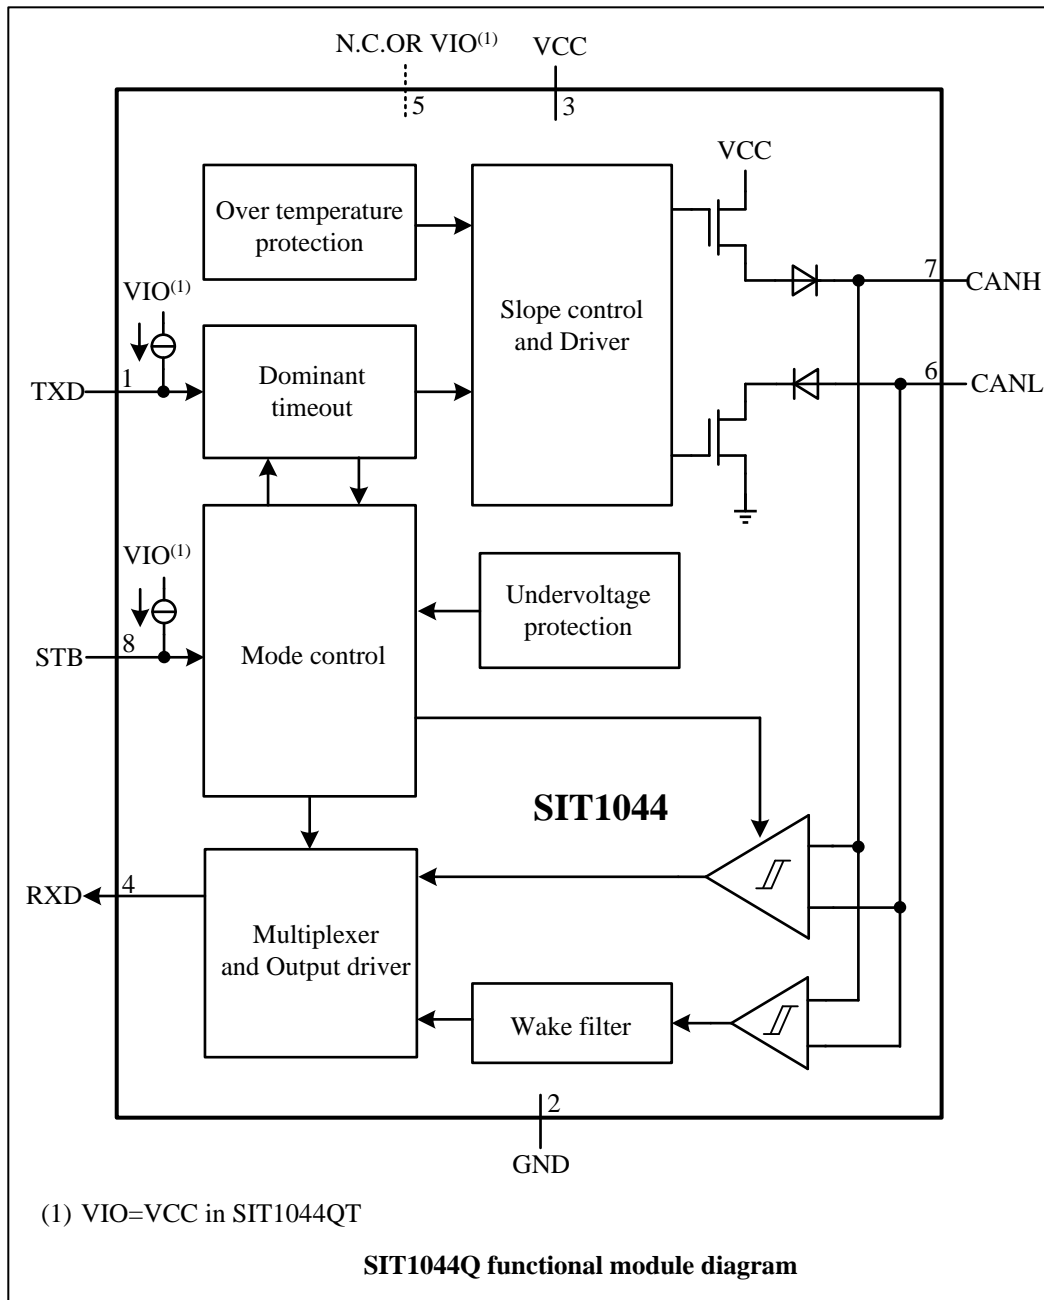 N.C.OR VIO(1)
VCC
5
3
VCC
Over temperature
protection
7
CANH
VIO(1)
Slope control
and Driver
1
TXD
Dominant
timeout
6
CANL
VIO(1)
Undervoltage
protection
8
STB
Mode control
SIT1044
4
RXD
Multiplexer
and Output driver
Wake filter
2
GND
(1) VIO=VCC in SIT1044QT
SIT1044Q functional module diagram